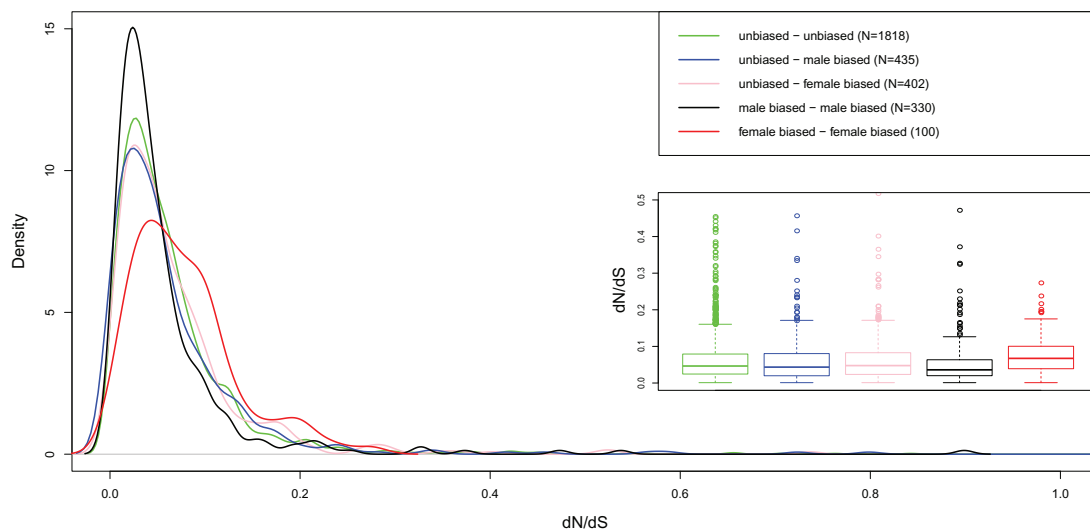 unbiased − unbiased (N=1818)
unbiased − male biased (N=435)
unbiased − female biased (N=402)
male biased − male biased (N=330)
female biased − female biased (100)
Density
15
10
5
0
0.0 0.2 0.4 0.6 0.8 1.0
dN/dS
dN/dS
0.5
0.4
0.3
0.2
0.1
0.0